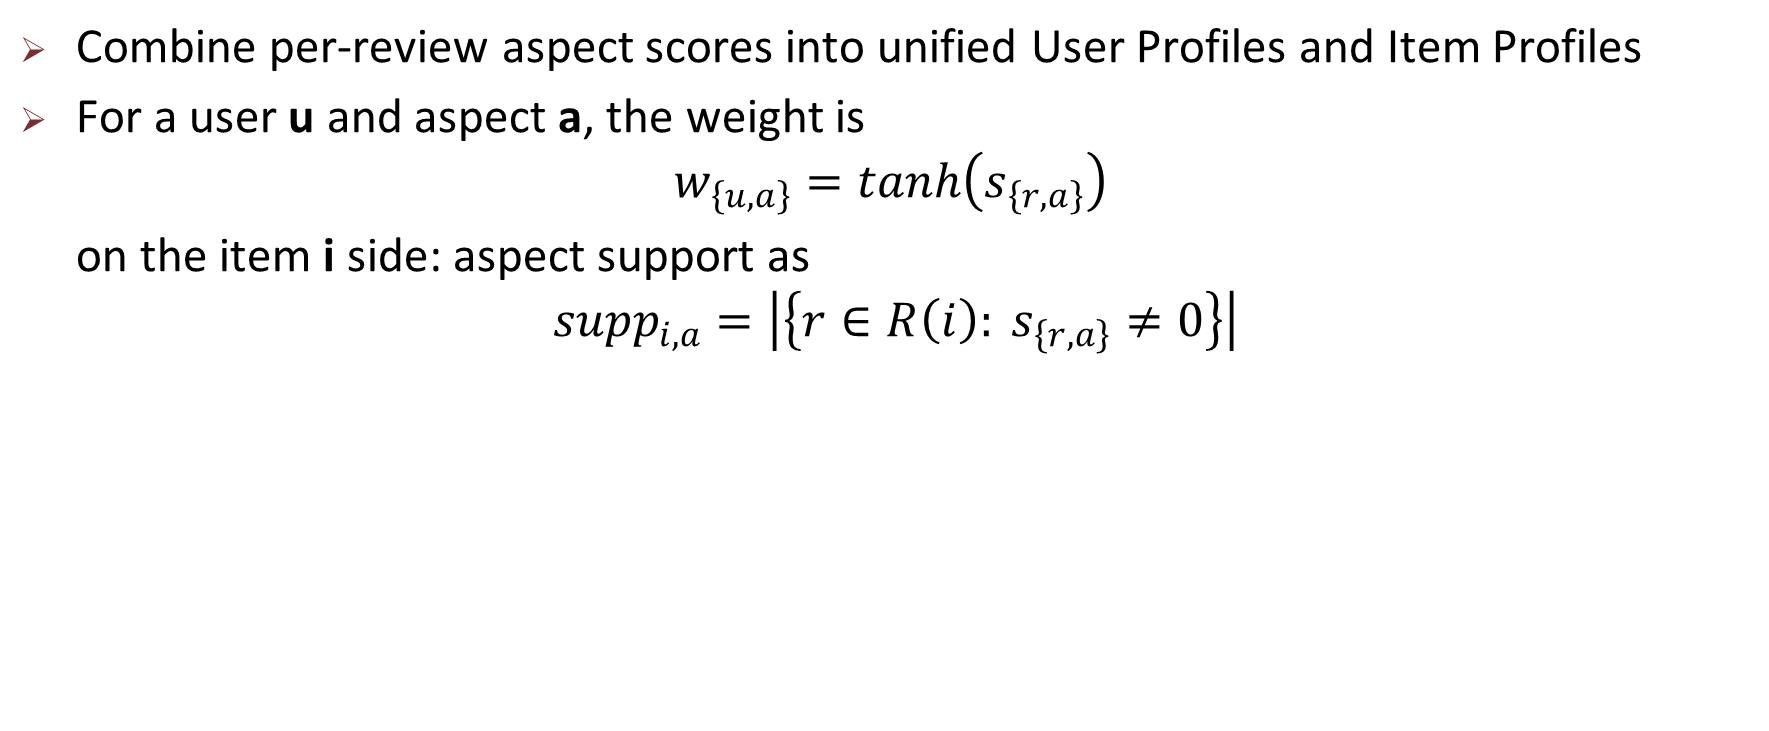 ➢ Combine per-review aspect scores into unified User Profiles and Item Profiles
➢ For a user u and aspect a, the weight is
w_{u,a} = tanh(s_{r,a})
on the item i side: aspect support as
supp_i,a = |{r ∈ R(i): s_{r,a} ≠ 0}|